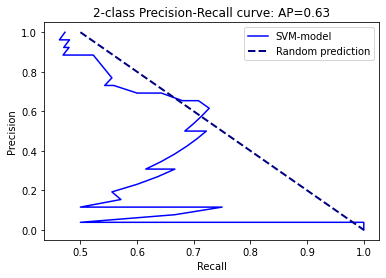 2-class Precision-Recall curve: AP=0.63
SVM-model
Random prediction
Precision
1.0
0.8
0.6
0.4
0.2
0.0
0.5
0.6
0.7
0.8
0.9
1.0
Recall